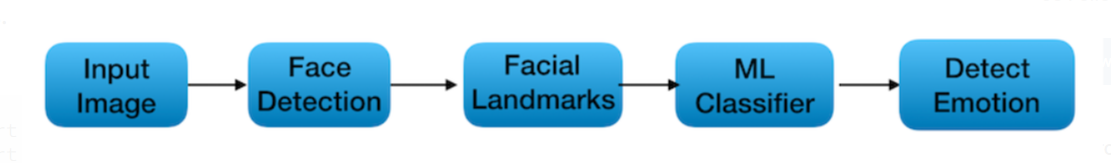 Input
Image
Face
Detection
Facial
Landmarks
ML
Classifier
Detect
Emotion